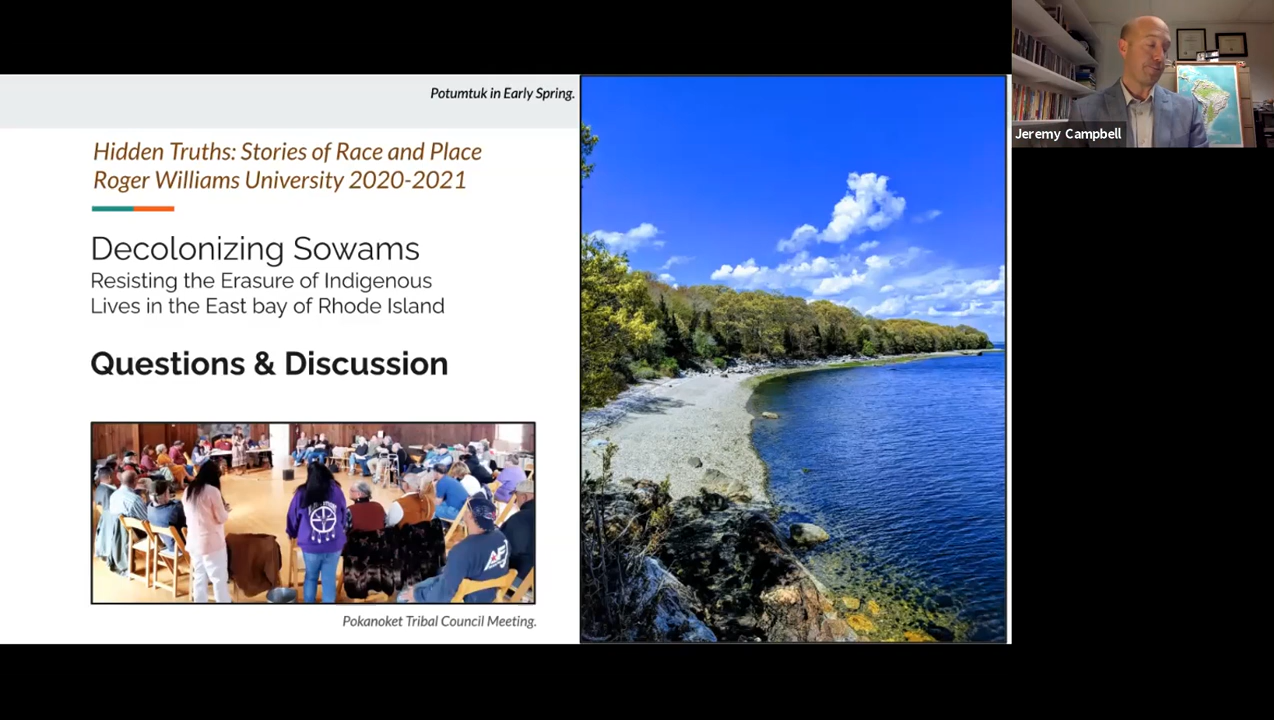 Potumtuk in Early Spring.
Hidden Truths: Stories of Race and Place
Roger Williams University 2020-2021
Decolonizing Sowams
Resisting the Erasure of Indigenous
Lives in the East bay of Rhode Island
Questions & Discussion
Pokanoket Tribal Council Meeting.
Jeremy Campbell